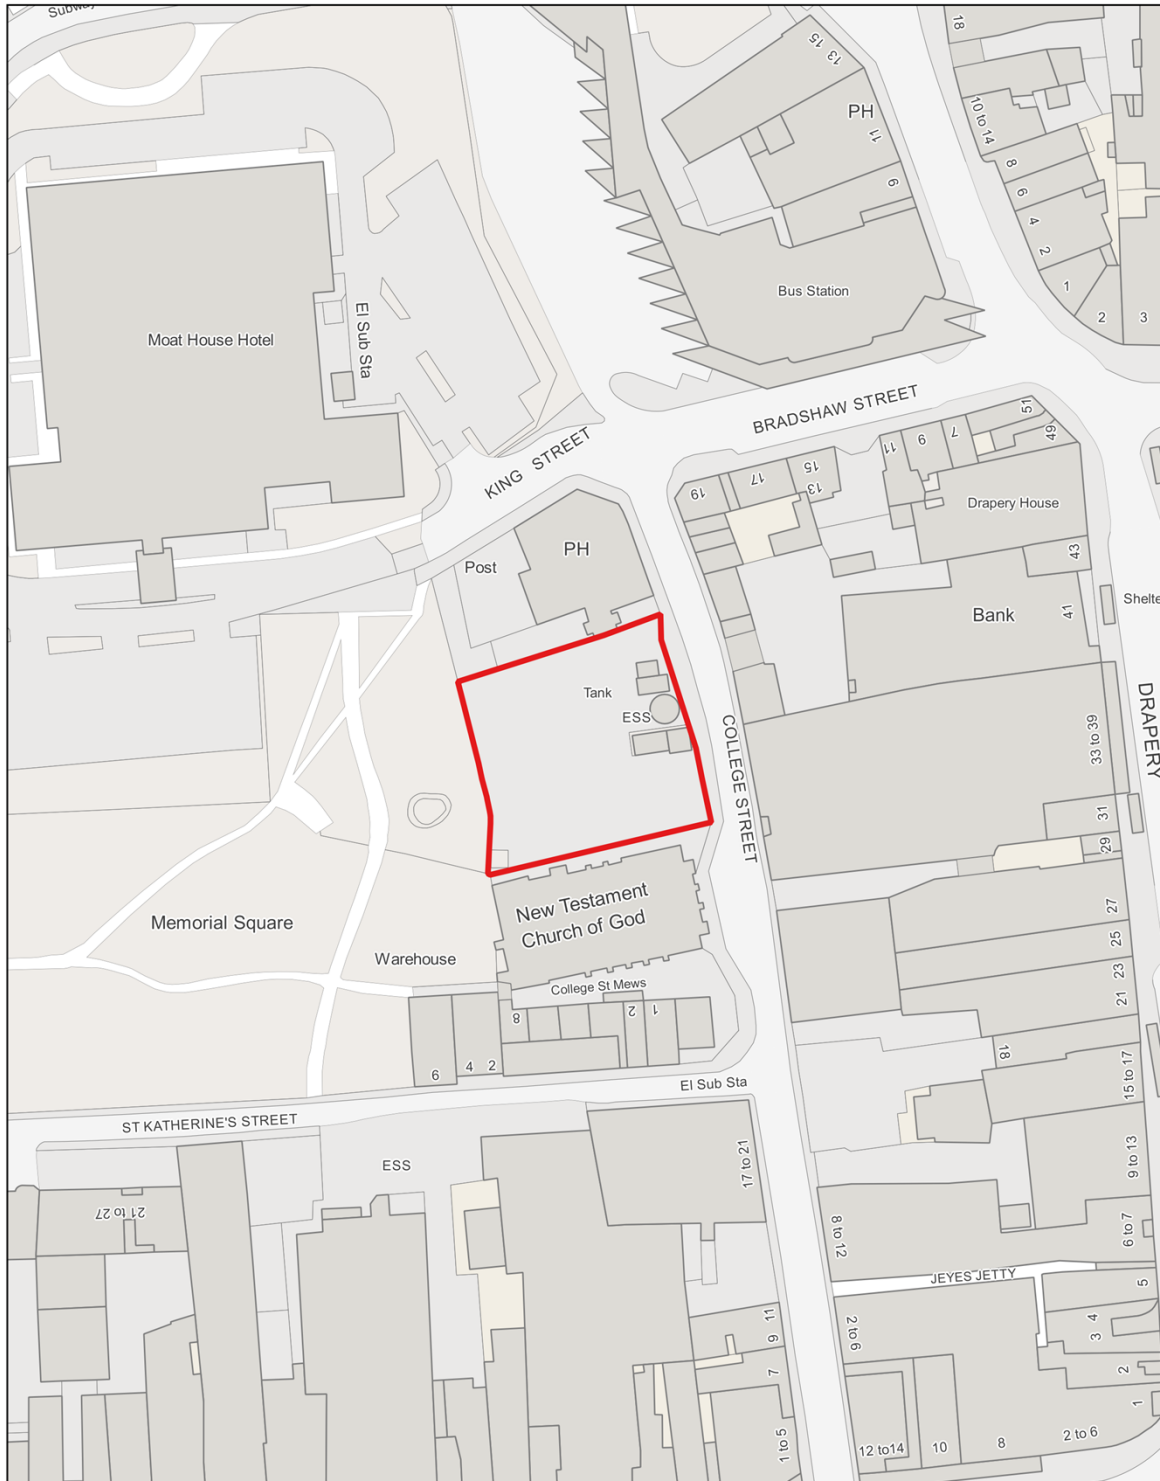 Subway
18
13
15
PH
11
9
10 to 14
8
6
4
2
1
2
3
Bus Station
Moat House Hotel
El Sub Sta
BRADSHAW STREET
KING STREET
51
49
7
9
11
15
13
17
19
Drapery House
43
PH
Post
Bank
41
Shelte
Tank
ESS
COLLEGE STREET
DRAPERY
33 to 39
31
29
New Testament
Church of God
Memorial Square
Warehouse
College St Mews
27
25
23
21
8
2
1
6
4
2
18
15 to 17
El Sub Sta
ST KATHERINE'S STREET
ESS
17 to 21
9 to 13
21 to 27
8 to 12
6 to 7
JEYES JETTY
5
4
3
2
1
11
9
7
2 to 6
1 to 5
12 to14
10
8
2 to 6